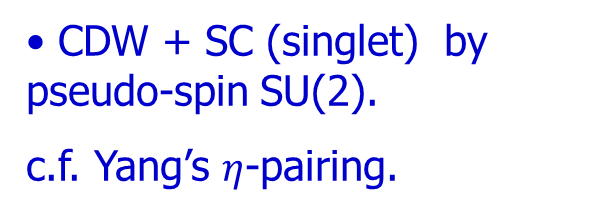 • CDW + SC (singlet)  by
pseudo-spin SU(2).
c.f. Yang’s η-pairing.